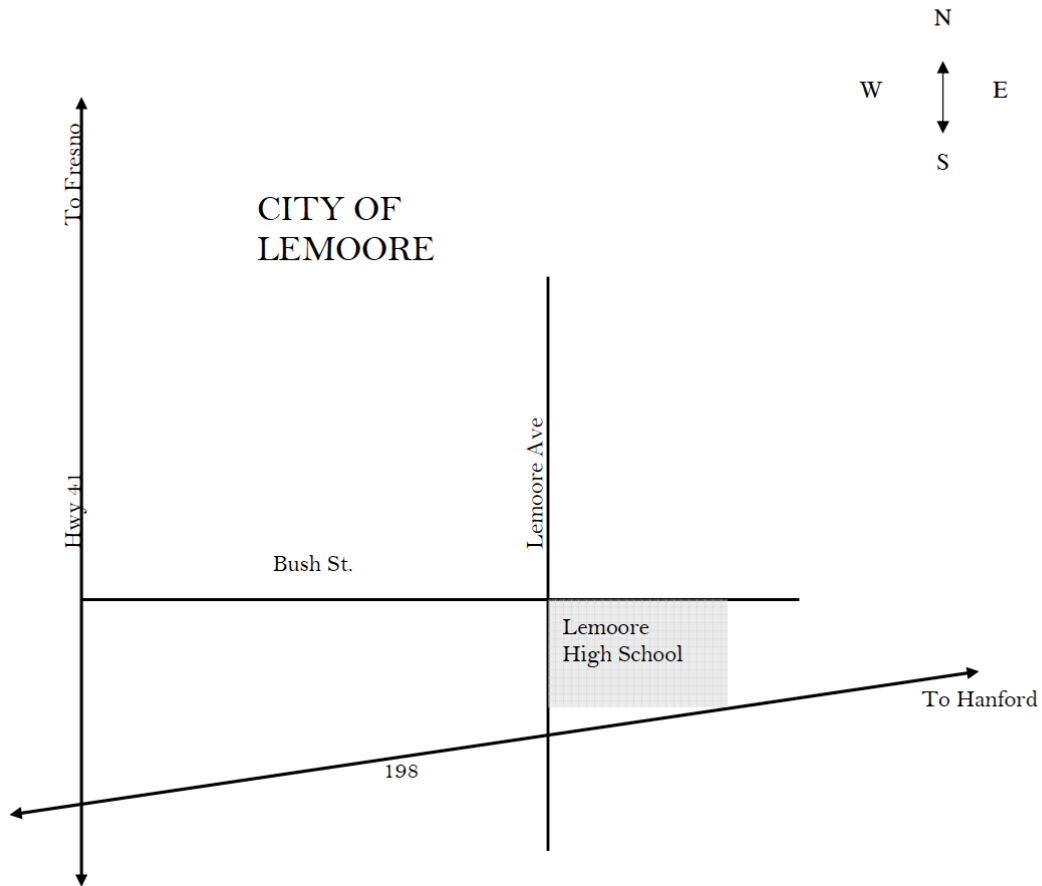 N
W
E
S
To Fresno
CITY OF
LEMOORE
Hwy 41
Lemoore Ave
Bush St.
Lemoore
High School
To Hanford
198